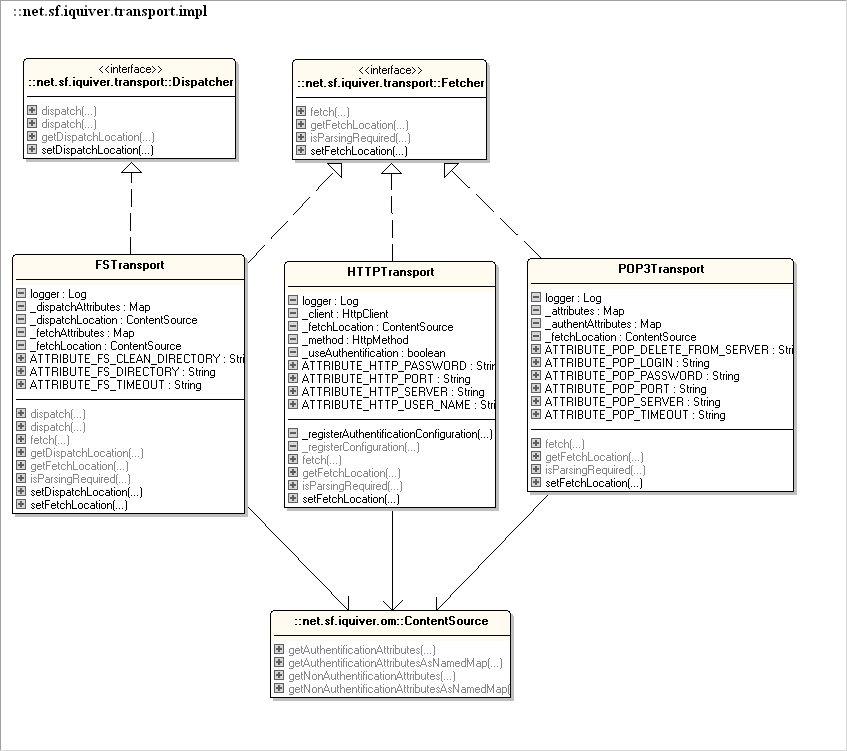 ::net.sf.iquiver.transport.impl
<<interface>>
::net.sf.iquiver.transport::Dispatcher
dispatch(...)
dispatch(...)
getDispatchLocation(...)
setDispatchLocation(...)
<<interface>>
::net.sf.iquiver.transport::Fetcher
fetch(...)
getFetchLocation(...)
isParsingRequired(...)
setFetchLocation(...)
FSTransport
logger : Log
_dispatchAttributes : Map
_dispatchLocation : ContentSource
_fetchAttributes : Map
_fetchLocation : ContentSource
ATTRIBUTE_FS_CLEAN_DIRECTORY : Stri
ATTRIBUTE_FS_DIRECTORY : String
ATTRIBUTE_FS_TIMEOUT : String
dispatch(...)
dispatch(...)
fetch(...)
getDispatchLocation(...)
getFetchLocation(...)
isParsingRequired(...)
setDispatchLocation(...)
setFetchLocation(...)
HTTPTransport
logger : Log
_client : HttpClient
_fetchLocation : ContentSource
_method : HttpMethod
_useAuthentification : boolean
ATTRIBUTE_HTTP_PASSWORD : Strin
ATTRIBUTE_HTTP_PORT : String
ATTRIBUTE_HTTP_SERVER : String
ATTRIBUTE_HTTP_USER_NAME : Stri
_registerAuthentificationConfiguration(...)
_registerConfiguration(...)
fetch(...)
getFetchLocation(...)
isParsingRequired(...)
setFetchLocation(...)
POP3Transport
logger : Log
_attributes : Map
_authentAttributes : Map
_fetchLocation : ContentSource
ATTRIBUTE_POP_DELETE_FROM_SERVER : Stri
ATTRIBUTE_POP_LOGIN : String
ATTRIBUTE_POP_PASSWORD : String
ATTRIBUTE_POP_PORT : String
ATTRIBUTE_POP_SERVER : String
ATTRIBUTE_POP_TIMEOUT : String
fetch(...)
getFetchLocation(...)
isParsingRequired(...)
setFetchLocation(...)
::net.sf.iquiver.om::ContentSource
getAuthentificationAttributes(...)
getAuthentificationAttributesAsNamedMap(...)
getNonAuthentificationAttributes(...)
getNonAuthentificationAttributesAsNamedMap(